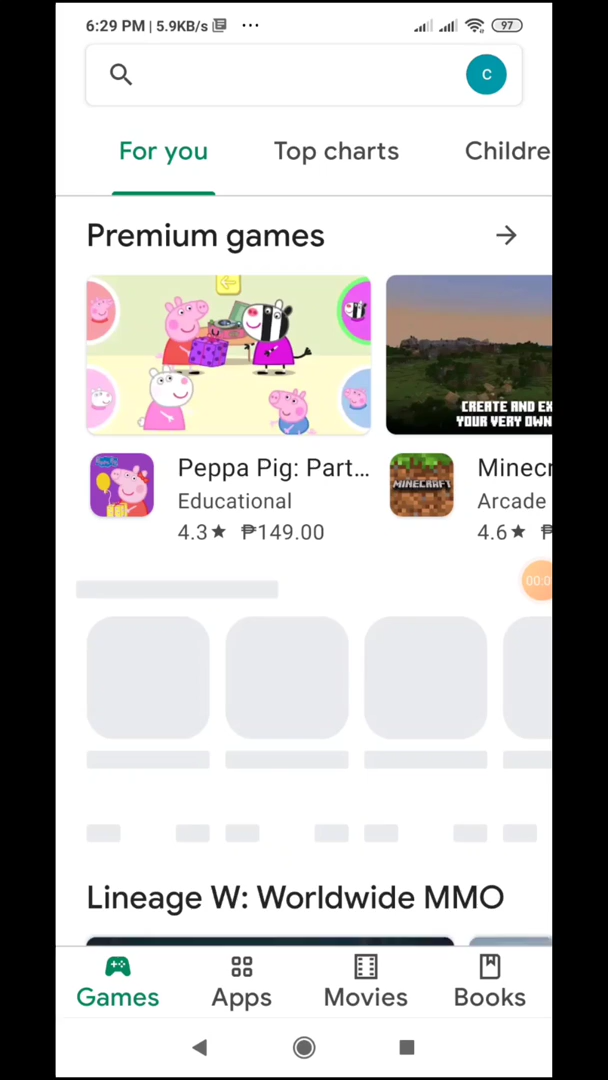 6:29 PM | 5.9KB/s ...
97
C
For you
Top charts
Childre
Premium games
CREATE AND EX
YOUR VERY OWN
MINECRAFT
Peppa Pig: Part...
Educational
4.3★ ₱149.00
Minecr
Arcade
4.6★ ₱
00:0
Lineage W: Worldwide MMO
Games
Apps
Movies
Books